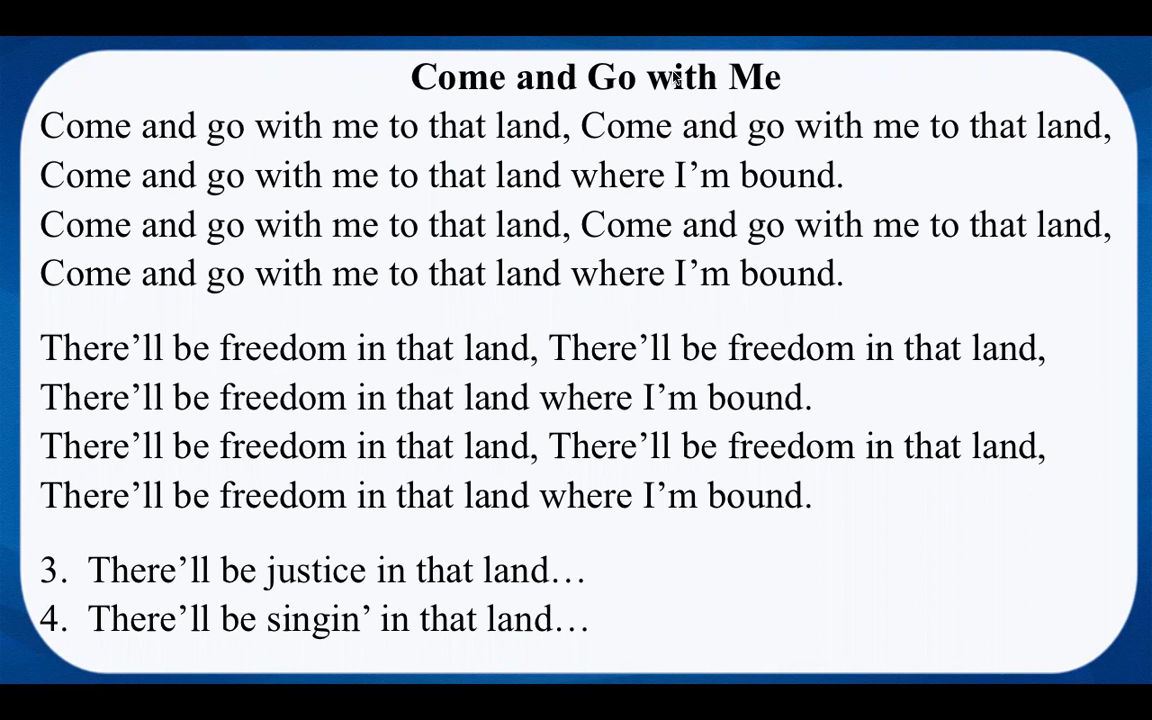 Come and Go with Me
Come and go with me to that land, Come and go with me to that land,
Come and go with me to that land where I’m bound.
Come and go with me to that land, Come and go with me to that land,
Come and go with me to that land where I’m bound.
There’ll be freedom in that land, There’ll be freedom in that land,
There’ll be freedom in that land where I’m bound.
There’ll be freedom in that land, There’ll be freedom in that land,
There’ll be freedom in that land where I’m bound.
3. There’ll be justice in that land…
4. There’ll be singin’ in that land…